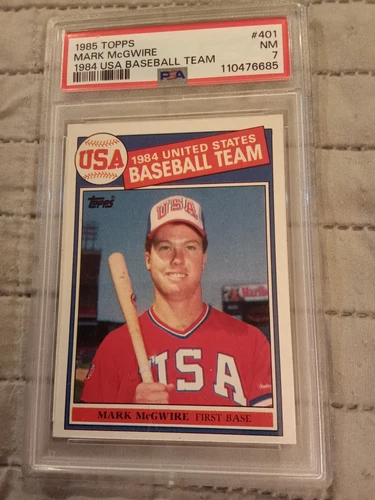 1985 TOPPS #401
MARK McGWIRE NM
1984 USA BASEBALL TEAM 7
PSA 110476685
USA
1984 UNITED STATES
BASEBALL TEAM
TOPPS
USA
Marlboro
USA
MARK McGWIRE FIRST BASE